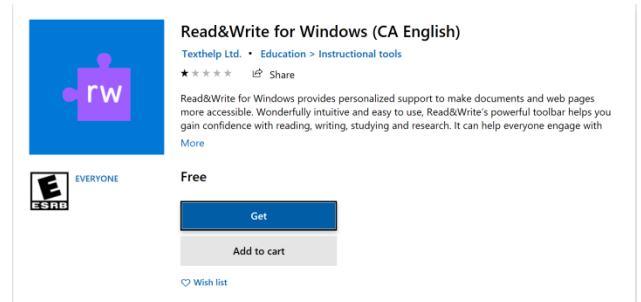 Read&Write for Windows (CA English)
Texthelp Ltd. • Education > Instructional tools
Share
rw
Read&Write for Windows provides personalized support to make documents and web pages
more accessible. Wonderfully intuitive and easy to use, Read&Write's powerful toolbar helps you
gain confidence with reading, writing, studying and research. It can help everyone engage with
More
E
ESRB
EVERYONE
Free
Get
Add to cart
Wish list